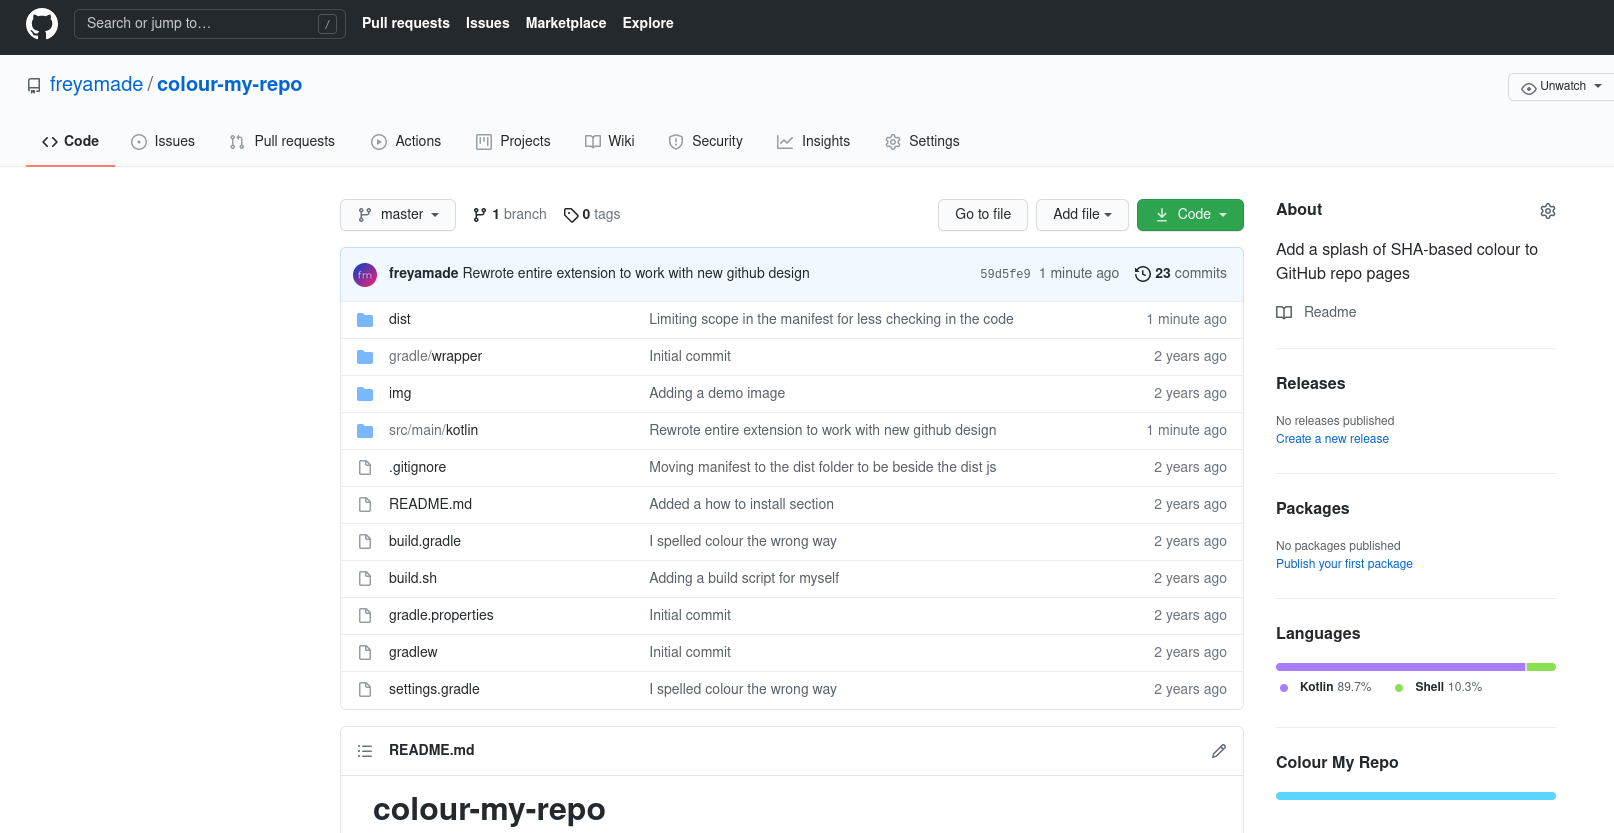 Search or jump to… /
Pull requests Issues Marketplace Explore
freyamade / colour-my-repo
Unwatch
Code Issues Pull requests Actions Projects Wiki Security Insights Settings
master 1 branch 0 tags Go to file Add file Code
fm freyamade Rewrote entire extension to work with new github design 59d5fe9 1 minute ago 23 commits
dist Limiting scope in the manifest for less checking in the code 1 minute ago
gradle/wrapper Initial commit 2 years ago
img Adding a demo image 2 years ago
src/main/kotlin Rewrote entire extension to work with new github design 1 minute ago
.gitignore Moving manifest to the dist folder to be beside the dist js 2 years ago
README.md Added a how to install section 2 years ago
build.gradle I spelled colour the wrong way 2 years ago
build.sh Adding a build script for myself 2 years ago
gradle.properties Initial commit 2 years ago
gradlew Initial commit 2 years ago
settings.gradle I spelled colour the wrong way 2 years ago
README.md
colour-my-repo
About
Add a splash of SHA-based colour to
GitHub repo pages
Readme
Releases
No releases published
Create a new release
Packages
No packages published
Publish your first package
Languages
Kotlin 89.7% Shell 10.3%
Colour My Repo